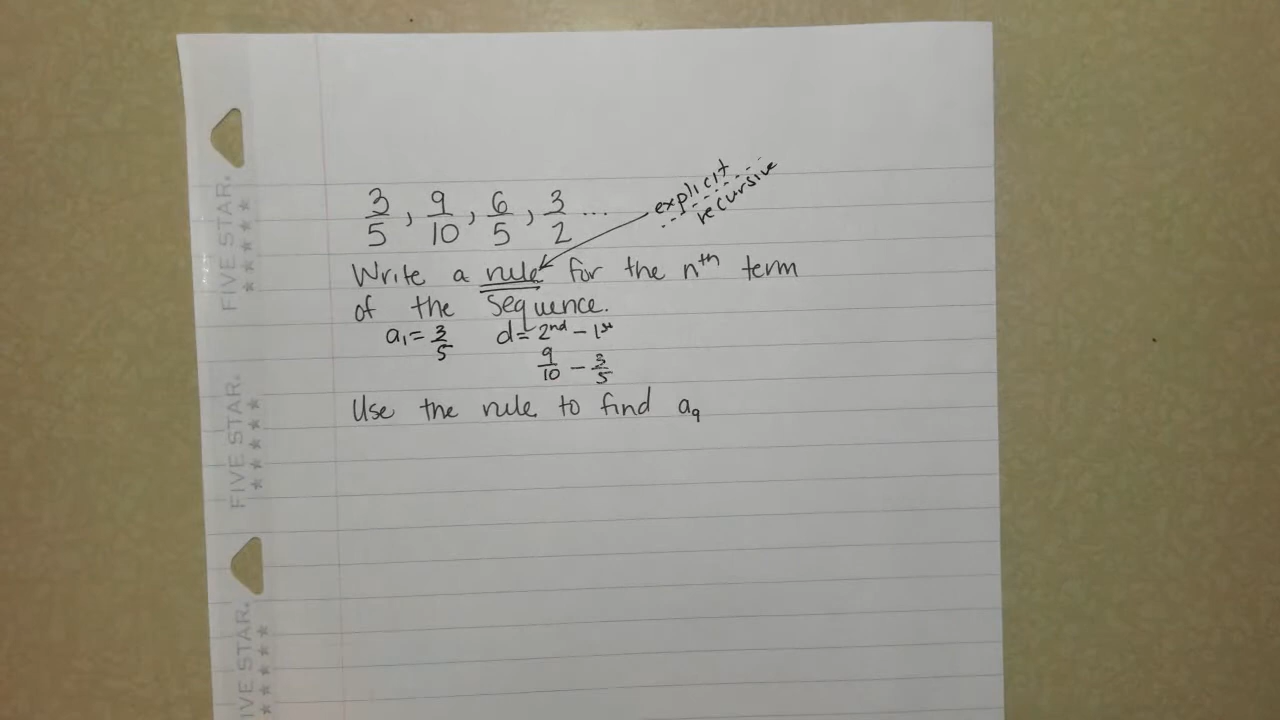 explicit
recursive
3/5, 9/10, 6/5, 3/2 ...
Write a rule for the nth term
of the sequence.
a₁ = 3/5 d = 2nd - 1st
9/10 - 3/5
Use the rule to find a₉
FIVE STAR.
FIVE STAR.
IVE STAR.